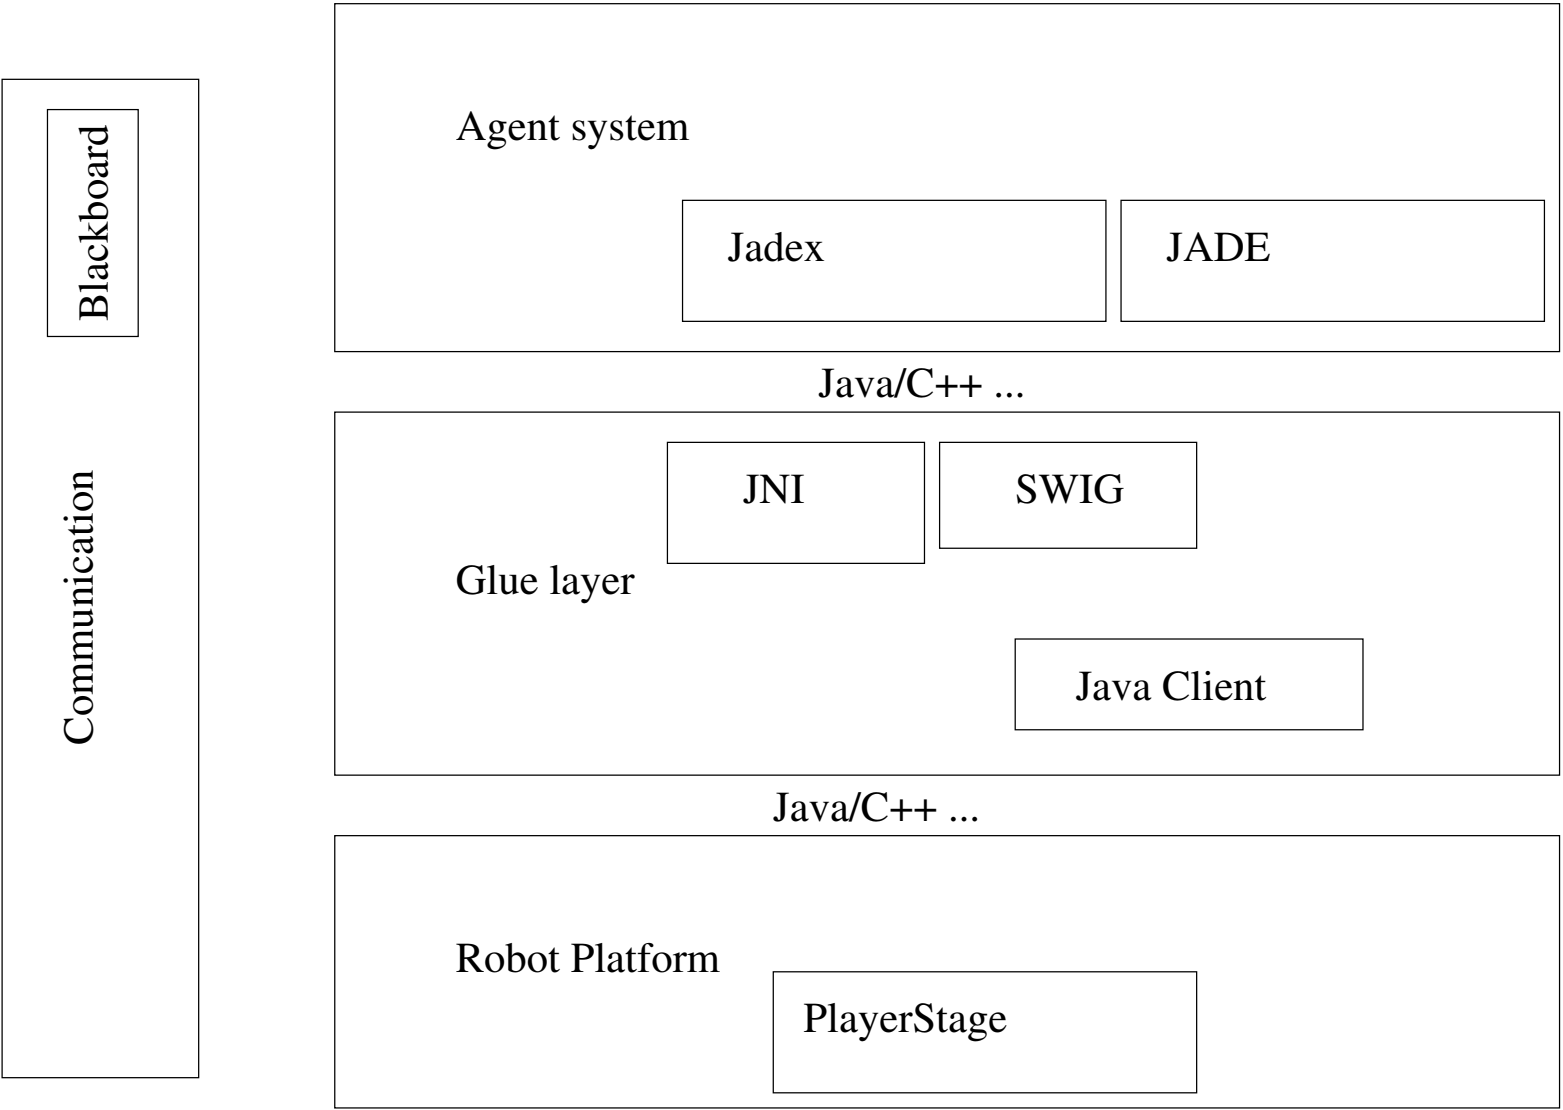 Blackboard
Communication
Agent system
Jadex
JADE
Java/C++ ...
JNI
SWIG
Glue layer
Java Client
Java/C++ ...
Robot Platform
PlayerStage